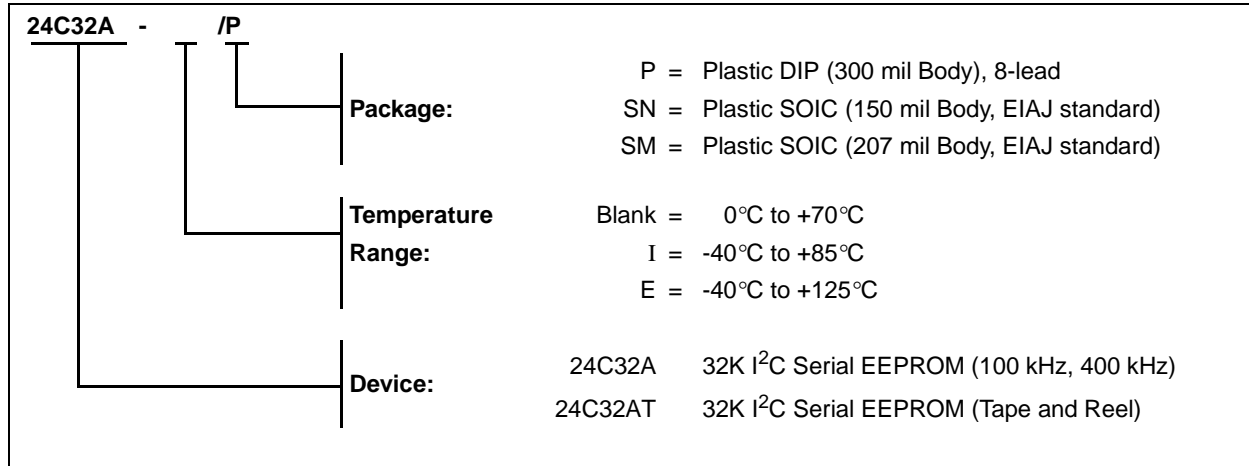 24C32A - /P
P = Plastic DIP (300 mil Body), 8-lead
Package: SN = Plastic SOIC (150 mil Body, EIAJ standard)
SM = Plastic SOIC (207 mil Body, EIAJ standard)
Temperature Blank = 0°C to +70°C
Range: I = -40°C to +85°C
E = -40°C to +125°C
24C32A 32K I²C Serial EEPROM (100 kHz, 400 kHz)
Device:
24C32AT 32K I²C Serial EEPROM (Tape and Reel)